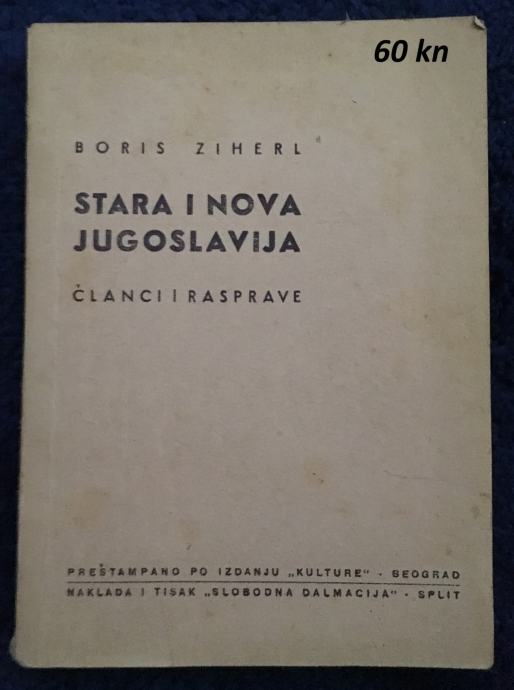 60 kn
BORIS ZIHERL
STARA I NOVA
JUGOSLAVIJA
ČLANCI I RASPRAVE
PREŠTAMPANO PO IZDANJU „KULTURE" · BEOGRAD
NAKLADA I TISAK „SLOBODNA DALMACIJA" · SPLIT